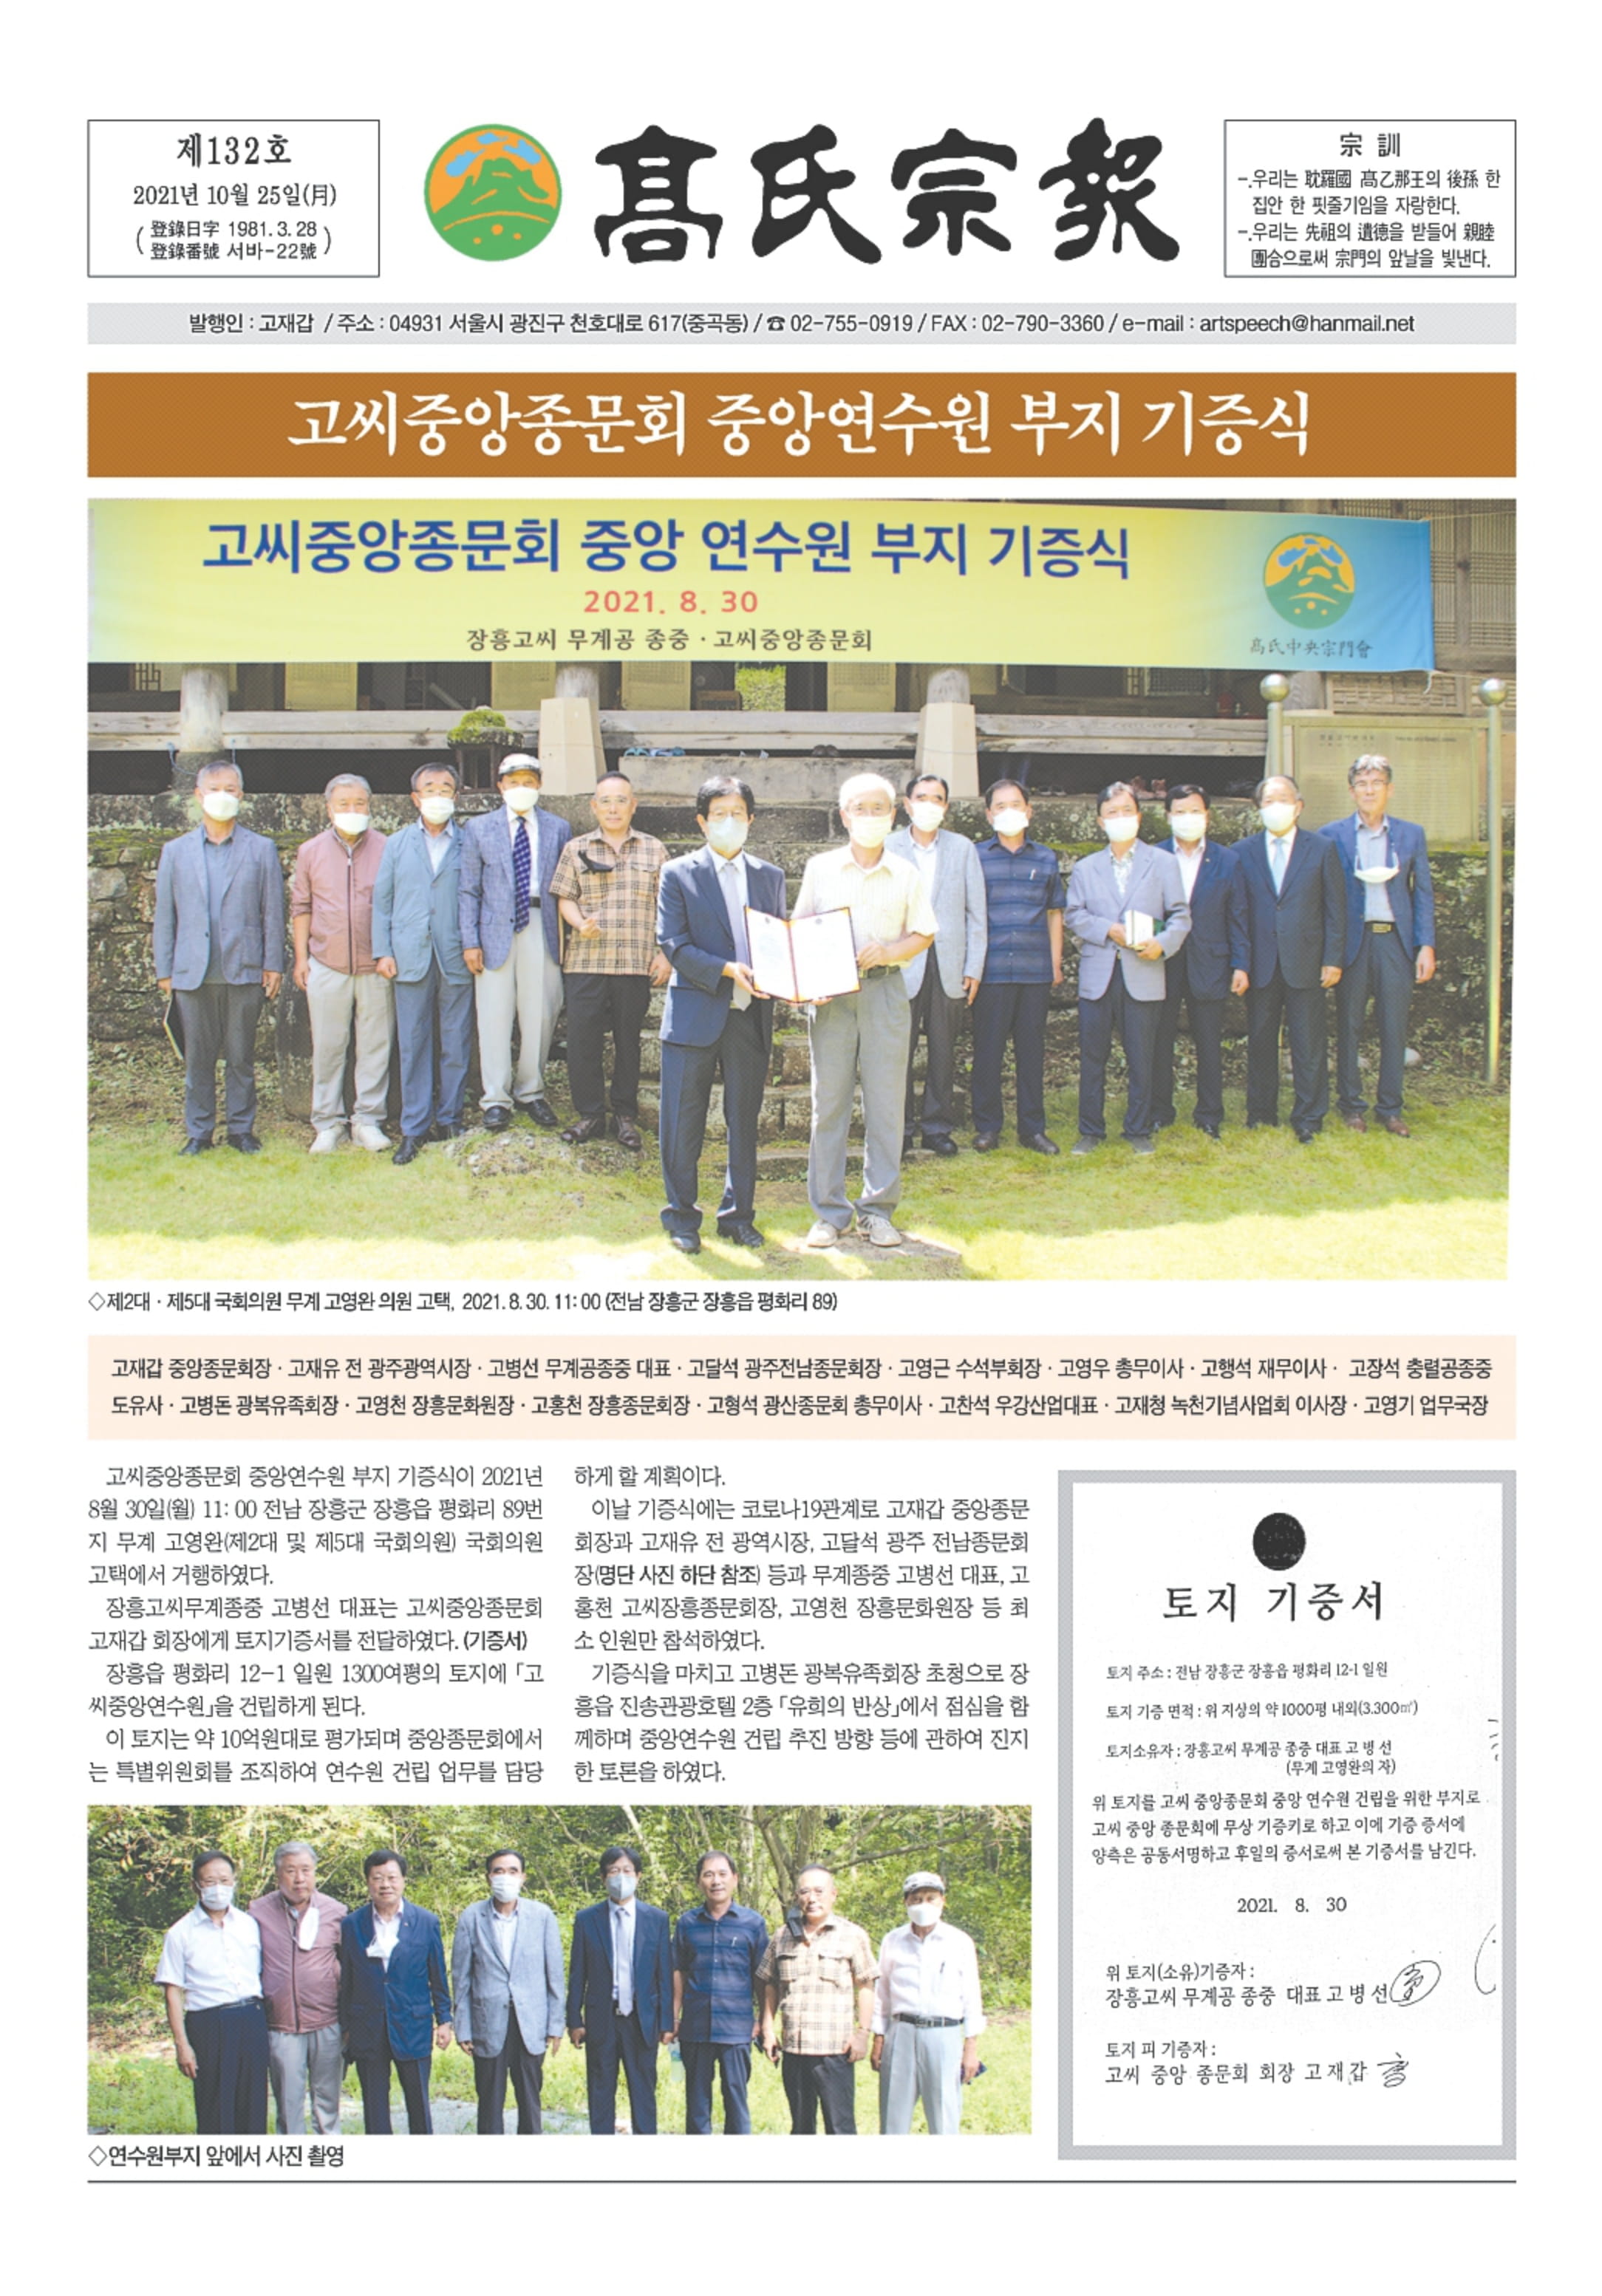 제132호
2021년 10월 25일(月)
登錄日字 1981. 3. 28
登錄番號 서바-22號
髙氏宗報
宗 訓
-.우리는 耽羅國 髙乙那王의 後孫 한
집안 한 핏줄기임을 자랑한다.
-.우리는 先祖의 遺德을 받들어 親睦
團合으로써 宗門의 앞날을 빛낸다.
발행인 : 고재갑 / 주소 : 04931 서울시 광진구 천호대로 617(중곡동) / ☎ 02-755-0919 / FAX : 02-790-3360 / e-mail : artspeech@hanmail.net
고씨중앙종문회 중앙연수원 부지 기증식
고씨중앙종문회 중앙 연수원 부지 기증식
2021. 8. 30
장흥고씨 무계공 종중 · 고씨중앙종문회
髙氏中央宗門會
◇제2대 · 제5대 국회의원 무계 고영완 의원 고택, 2021. 8. 30. 11: 00 (전남 장흥군 장흥읍 평화리 89)
고재갑 중앙종문회장 · 고재유 전 광주광역시장 · 고병선 무계공종중 대표 · 고달석 광주전남종문회장 · 고영근 수석부회장 · 고영우 총무이사 · 고행석 재무이사 · 고장석 충렬공종중
도유사 · 고병돈 광복유족회장 · 고영천 장흥문화원장 · 고홍천 장흥종문회장 · 고형석 광산종문회 총무이사 · 고찬석 우강산업대표 · 고재청 녹천기념사업회 이사장 · 고영기 업무국장
고씨중앙종문회 중앙연수원 부지 기증식이 2021년
8월 30일(월) 11: 00 전남 장흥군 장흥읍 평화리 89번
지 무계 고영완(제2대 및 제5대 국회의원) 국회의원
고택에서 거행하였다.
장흥고씨무계종중 고병선 대표는 고씨중앙종문회
고재갑 회장에게 토지기증서를 전달하였다. (기증서)
장흥읍 평화리 12-1 일원 1300여평의 토지에 「고
씨중앙연수원」을 건립하게 된다.
이 토지는 약 10억원대로 평가되며 중앙종문회에서
는 특별위원회를 조직하여 연수원 건립 업무를 담당
하게 할 계획이다.
이날 기증식에는 코로나19관계로 고재갑 중앙종문
회장과 고재유 전 광역시장, 고달석 광주 전남종문회
장(명단 사진 하단 참조) 등과 무계종중 고병선 대표, 고
홍천 고씨장흥종문회장, 고영천 장흥문화원장 등 최
소 인원만 참석하였다.
기증식을 마치고 고병돈 광복유족회장 초청으로 장
흥읍 진송관광호텔 2층 「유희의 반상」에서 점심을 함
께하며 중앙연수원 건립 추진 방향 등에 관하여 진지
한 토론을 하였다.
◇연수원부지 앞에서 사진 촬영
토지 기증서
토지 주소 : 전남 장흥군 장흥읍 평화리 12-1 일원
토지 기증 면적 : 위 지상의 약 1000평 내외(3.300㎡)
토지소유자 : 장흥고씨 무계공 종중 대표 고 병 선
(무계 고영완의 자)
위 토지를 고씨 중앙종문회 중앙 연수원 건립을 위한 부지로
고씨 중앙 종문회에 무상 기증키로 하고 이에 기증 증서에
양측은 공동서명하고 후일의 증서로써 본 기증서를 남긴다.
2021. 8. 30
위 토지(소유)기증자 :
장흥고씨 무계공 종중 대표 고 병 선
토지 피 기증자 :
고씨 중앙 종문회 회장 고 재 갑